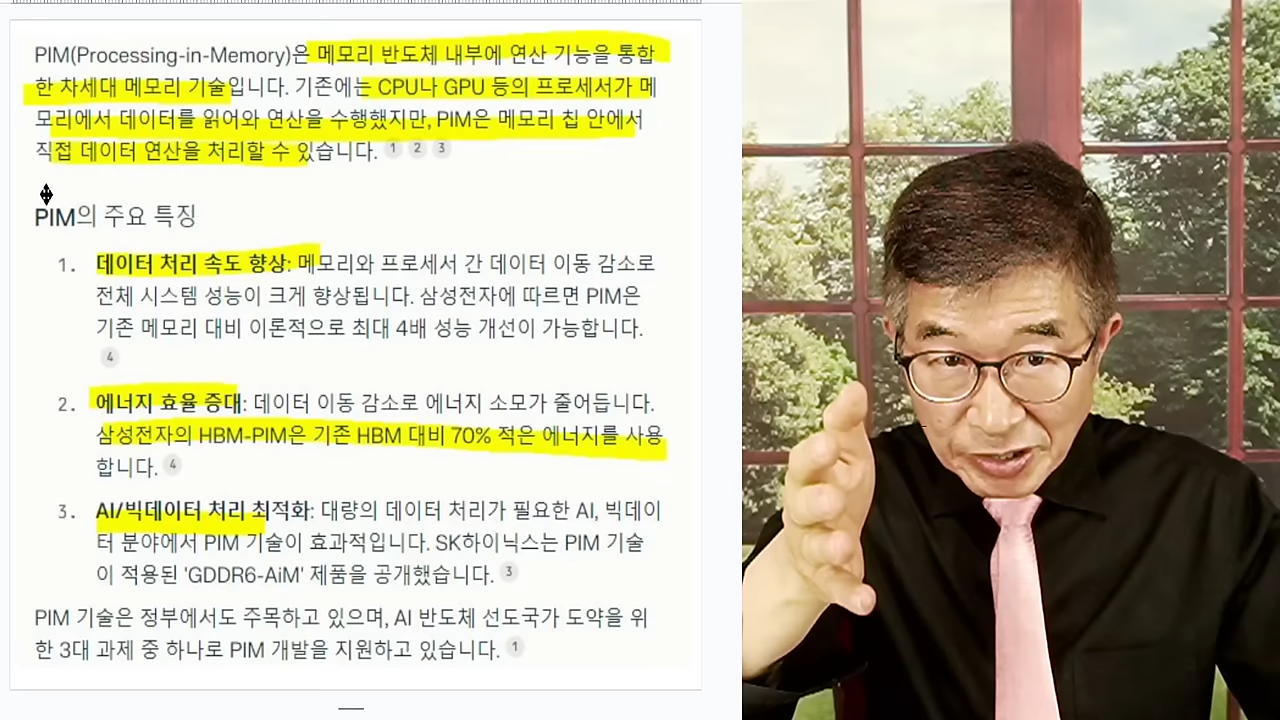 PIM(Processing-in-Memory)은 메모리 반도체 내부에 연산 기능을 통합
한 차세대 메모리 기술입니다. 기존에는 CPU나 GPU 등의 프로세서가 메
모리에서 데이터를 읽어와 연산을 수행했지만, PIM은 메모리 칩 안에서
직접 데이터 연산을 처리할 수 있습니다. 1 2 3
PIM의 주요 특징
1. 데이터 처리 속도 향상: 메모리와 프로세서 간 데이터 이동 감소로
전체 시스템 성능이 크게 향상됩니다. 삼성전자에 따르면 PIM은
기존 메모리 대비 이론적으로 최대 4배 성능 개선이 가능합니다.
4
2. 에너지 효율 증대: 데이터 이동 감소로 에너지 소모가 줄어듭니다.
삼성전자의 HBM-PIM은 기존 HBM 대비 70% 적은 에너지를 사용
합니다. 4
3. AI/빅데이터 처리 최적화: 대량의 데이터 처리가 필요한 AI, 빅데이
터 분야에서 PIM 기술이 효과적입니다. SK하이닉스는 PIM 기술
이 적용된 'GDDR6-AiM' 제품을 공개했습니다. 3
PIM 기술은 정부에서도 주목하고 있으며, AI 반도체 선도국가 도약을 위
한 3대 과제 중 하나로 PIM 개발을 지원하고 있습니다. 1